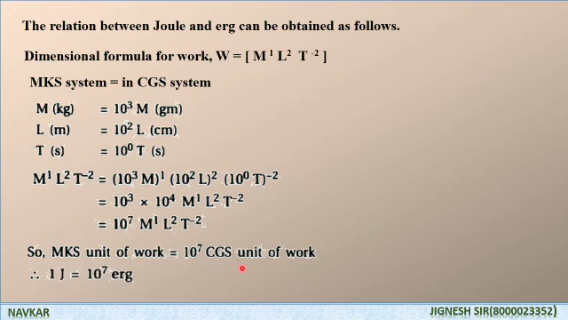 The relation between Joule and erg can be obtained as follows.
Dimensional formula for work, W = [ M¹ L² T ⁻² ]
MKS system = in CGS system
M (kg) = 10³ M (gm)
L (m) = 10² L (cm)
T (s) = 10⁰ T (s)
M¹ L² T⁻² = (10³ M)¹ (10² L)² (10⁰ T)⁻²
= 10³ × 10⁴ M¹ L² T⁻²
= 10⁷ M¹ L² T⁻²
So, MKS unit of work = 10⁷ CGS unit of work
∴ 1 J = 10⁷ erg
NAVKAR JIGNESH SIR(8000023352)